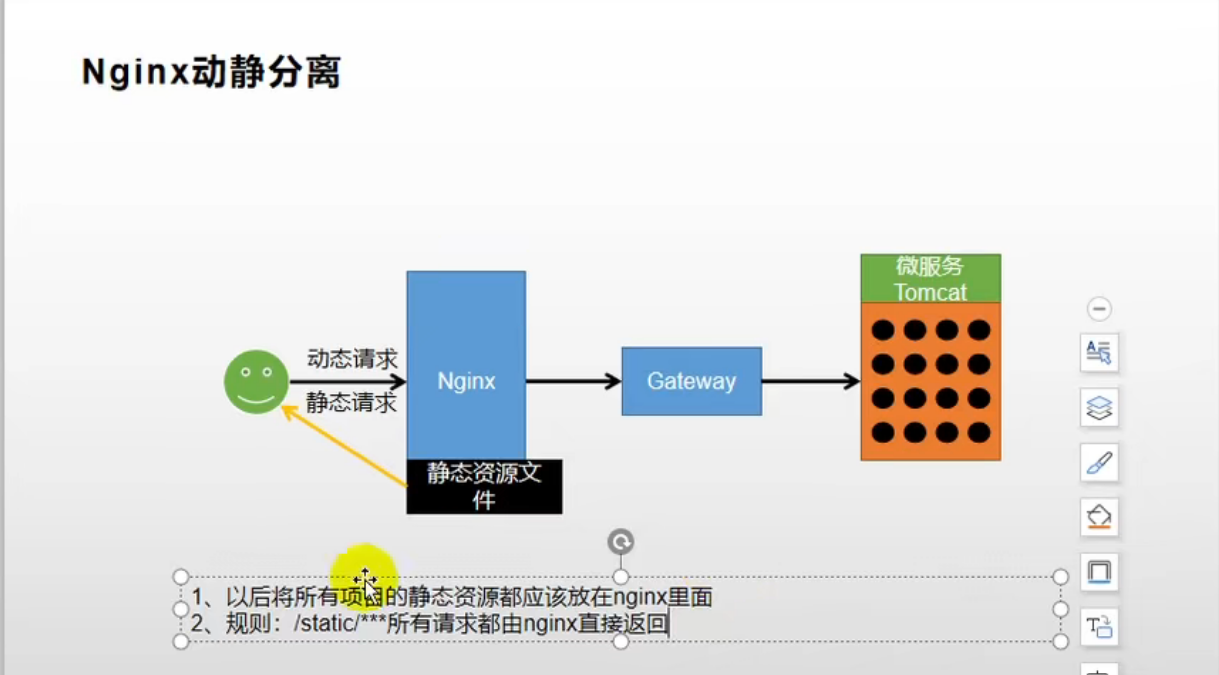 Nginx动静分离
微服务
Tomcat
动态请求
Nginx
Gateway
静态请求
静态资源文
件
1、以后将所有项目的静态资源都应该放在nginx里面
2、规则：/static/***所有请求都由nginx直接返回